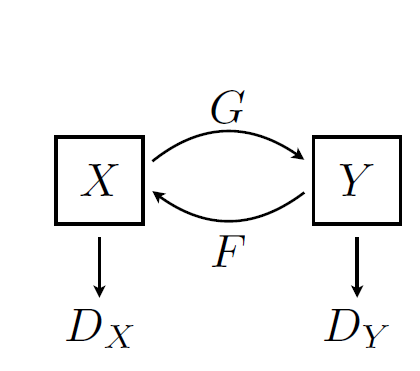 G
X Y
F
D_X D_Y